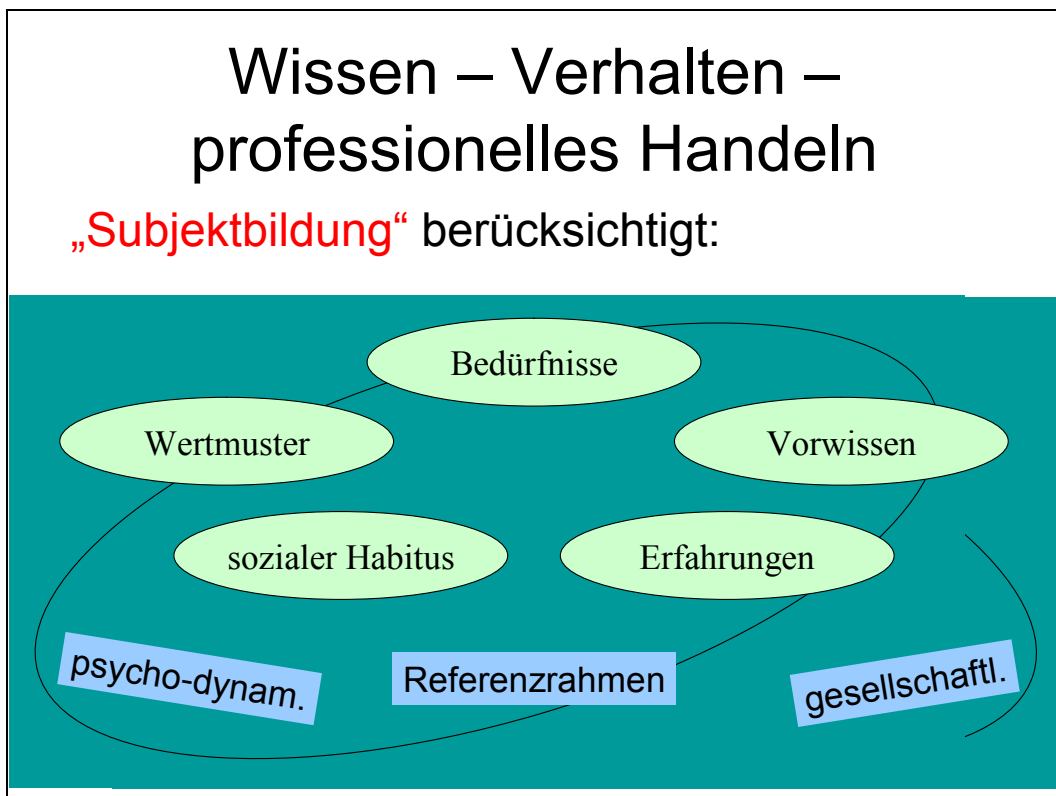 Wissen – Verhalten –
professionelles Handeln
„Subjektbildung“ berücksichtigt:
Bedürfnisse
Wertmuster
Vorwissen
sozialer Habitus
Erfahrungen
psycho-dynam.
Referenzrahmen
gesellschaftl.